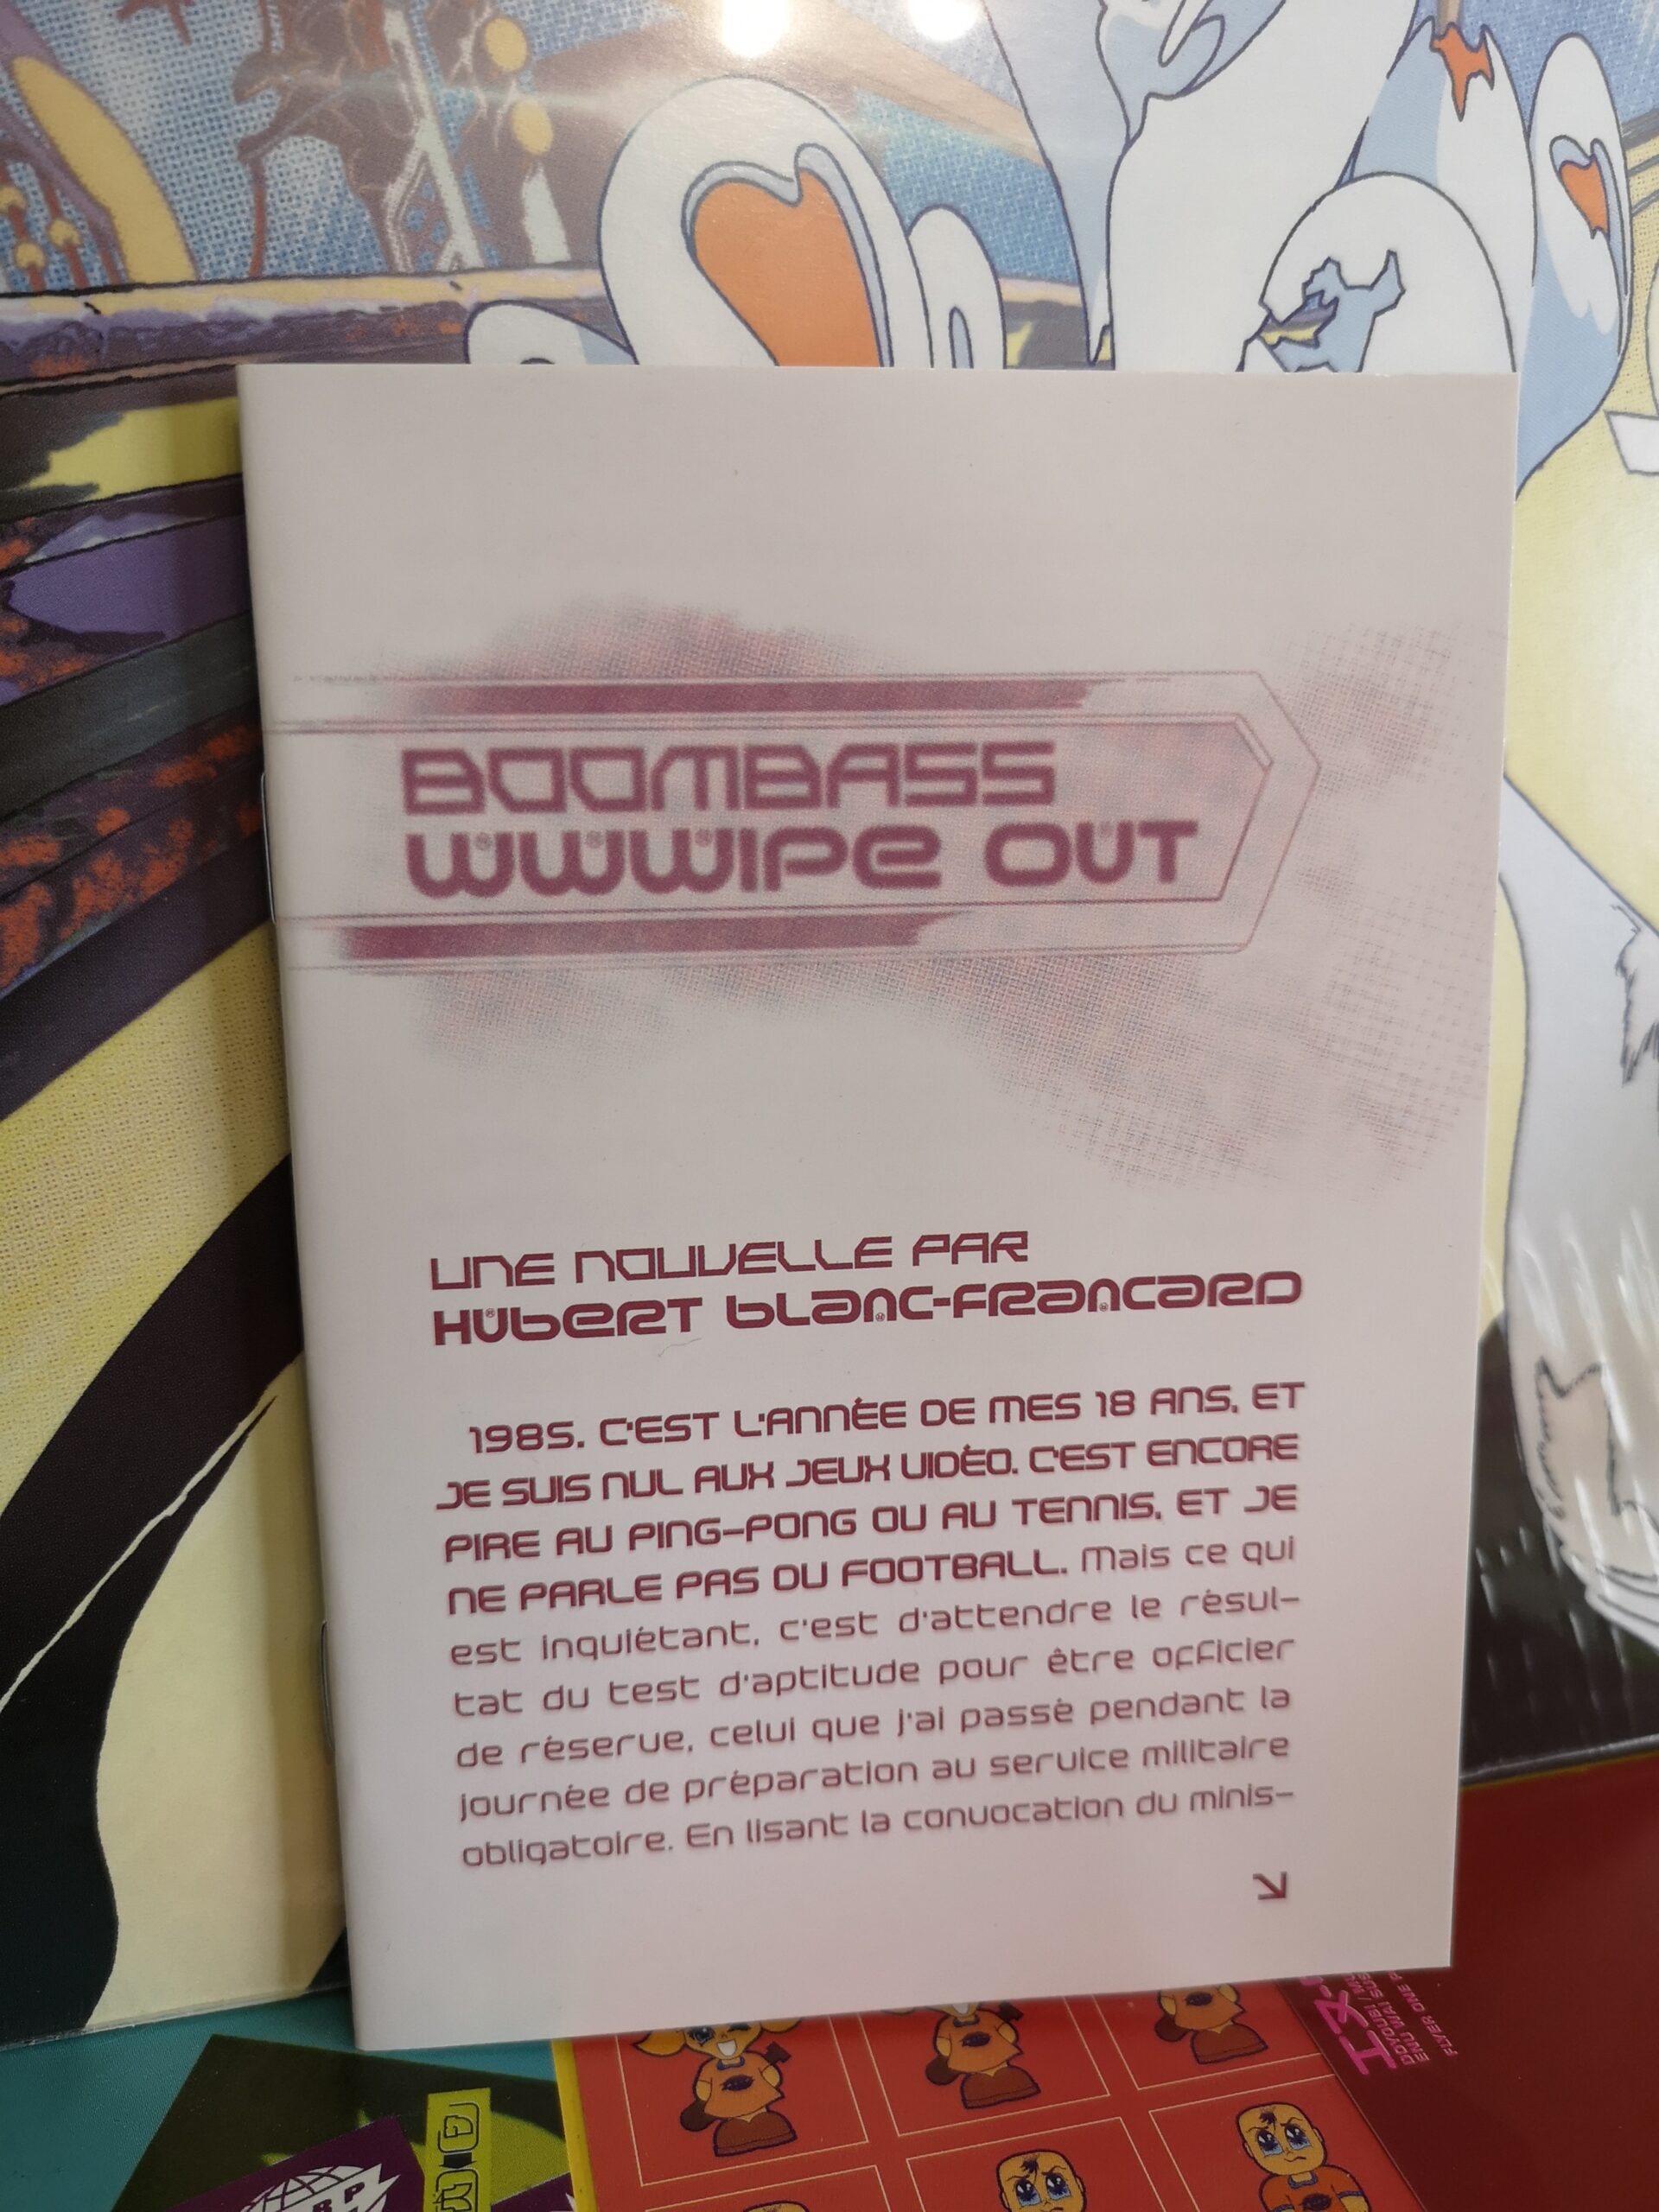 BOOMBASS
WWWIPE OUT
UNE NOUVELLE PAR
HUBERT BLANC-FRANCARD
1985. C'EST L'ANNÉE DE MES 18 ANS, ET
JE SUIS NUL AUX JEUX VIDÉO. C'EST ENCORE
PIRE AU PING-PONG OU AU TENNIS, ET JE
NE PARLE PAS DU FOOTBALL. Mais ce qui
est inquiétant, c'est d'attendre le résul-
tat du test d'aptitude pour être officier
de réserve, celui que j'ai passé pendant la
journée de préparation au service militaire
obligatoire. En lisant la convocation du minis-